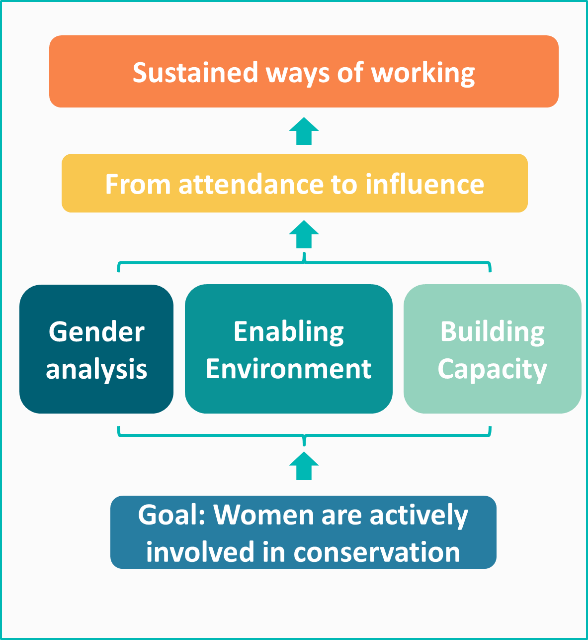 Sustained ways of working
From attendance to influence
Gender
analysis
Enabling
Environment
Building
Capacity
Goal: Women are actively
involved in conservation